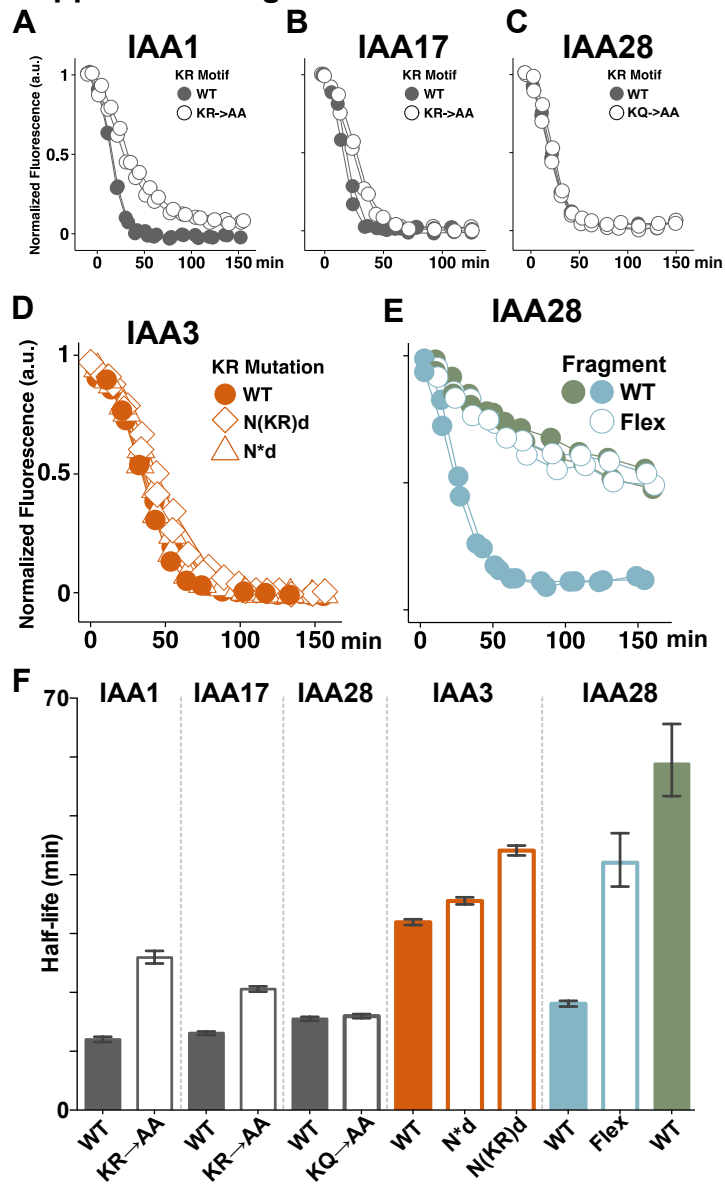 A
IAA1
KR Motif
WT
KR->AA
Normalized Fluorescence (a.u.)
1
0.5
0
0 50 100 150 min
B
IAA17
KR Motif
WT
KR->AA
0 50 100 min
C
IAA28
KR Motif
WT
KQ->AA
0 50 100 150 min
D
IAA3
KR Mutation
WT
N(KR)d
N*d
Normalized Fluorescence (a.u.)
1
0.5
0
0 50 100 150 min
E
IAA28
Fragment
WT
Flex
0 50 100 150 min
F
IAA1 IAA17 IAA28 IAA3 IAA28
70
Half-life (min)
0
WT KR→AA WT KR→AA WT KQ→AA WT N*d N(KR)d WT Flex WT